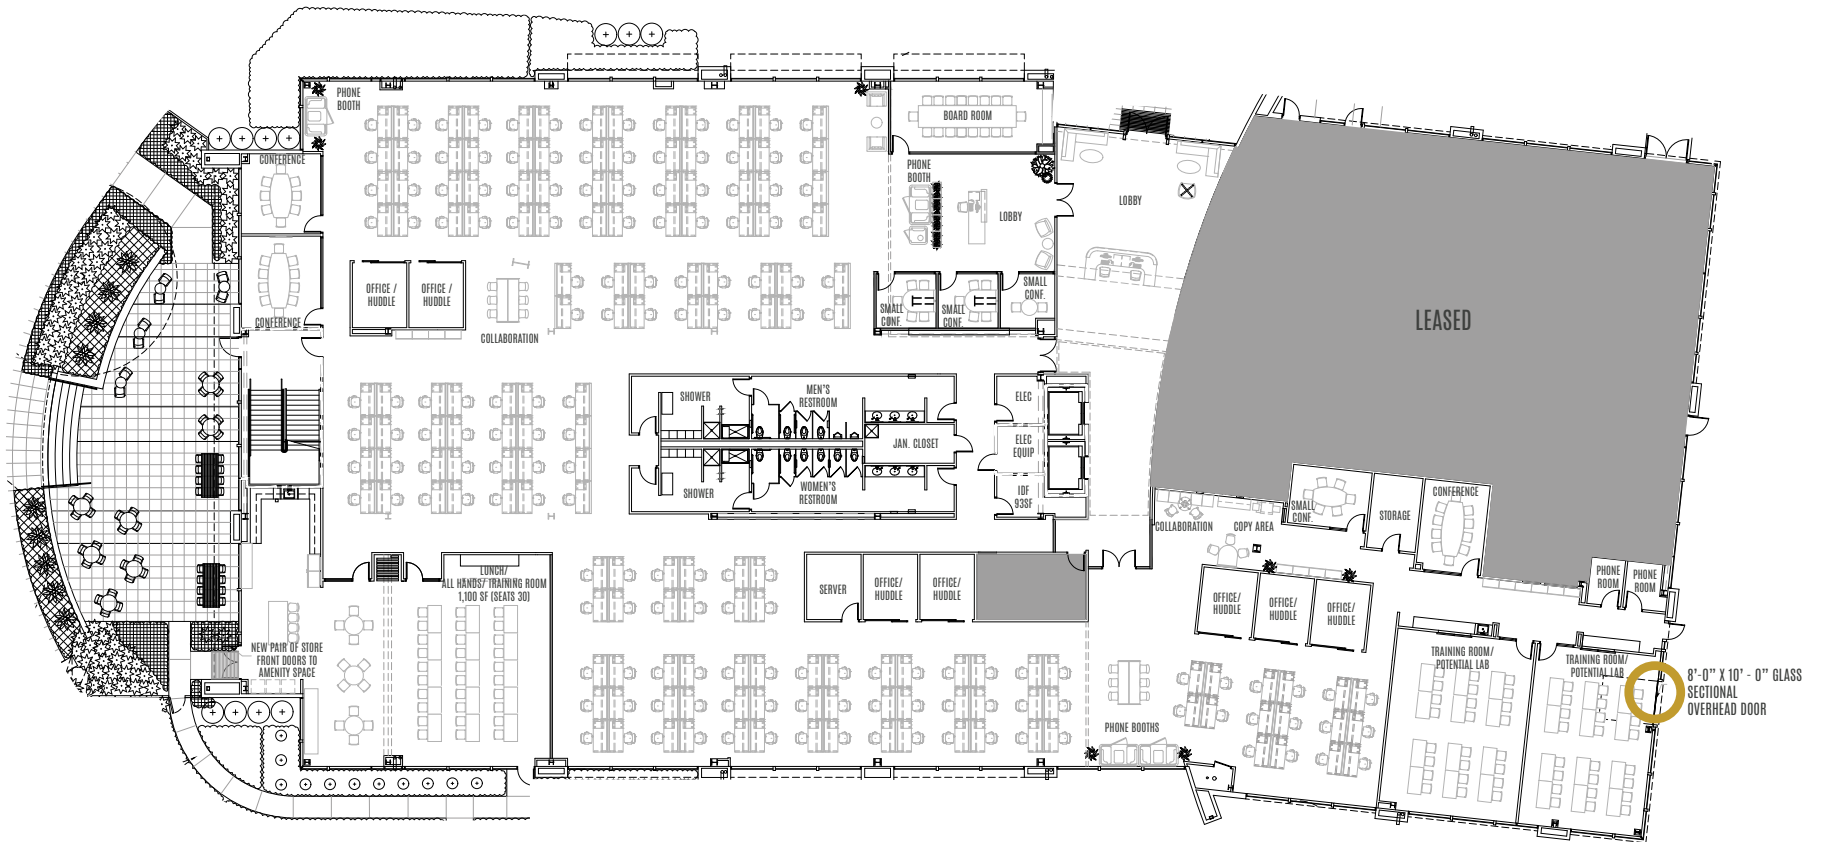 PHONE
BOOTH
CONFERENCE
CONFERENCE
OFFICE /
HUDDLE
OFFICE /
HUDDLE
COLLABORATION
BOARD ROOM
PHONE
BOOTH
LOBBY
LOBBY
SMALL
CONF.
SMALL
CONF.
SMALL
CONF.
LEASED
SHOWER
MEN'S
RESTROOM
JAN. CLOSET
SHOWER
WOMEN'S
RESTROOM
ELEC
ELEC
EQUIP
IDF
93SF
COLLABORATION
COPY AREA
SMALL
CONF.
STORAGE
CONFERENCE
PHONE
ROOM
PHONE
ROOM
LUNCH/
ALL HANDS/ TRAINING ROOM
1,100 SF (SEATS 30)
SERVER
OFFICE/
HUDDLE
OFFICE/
HUDDLE
OFFICE/
HUDDLE
OFFICE/
HUDDLE
OFFICE/
HUDDLE
NEW PAIR OF STORE
FRONT DOORS TO
AMENITY SPACE
TRAINING ROOM/
POTENTIAL LAB
TRAINING ROOM/
POTENTIAL LAB
8'-0" X 10' - 0" GLASS
SECTIONAL
OVERHEAD DOOR
PHONE BOOTHS